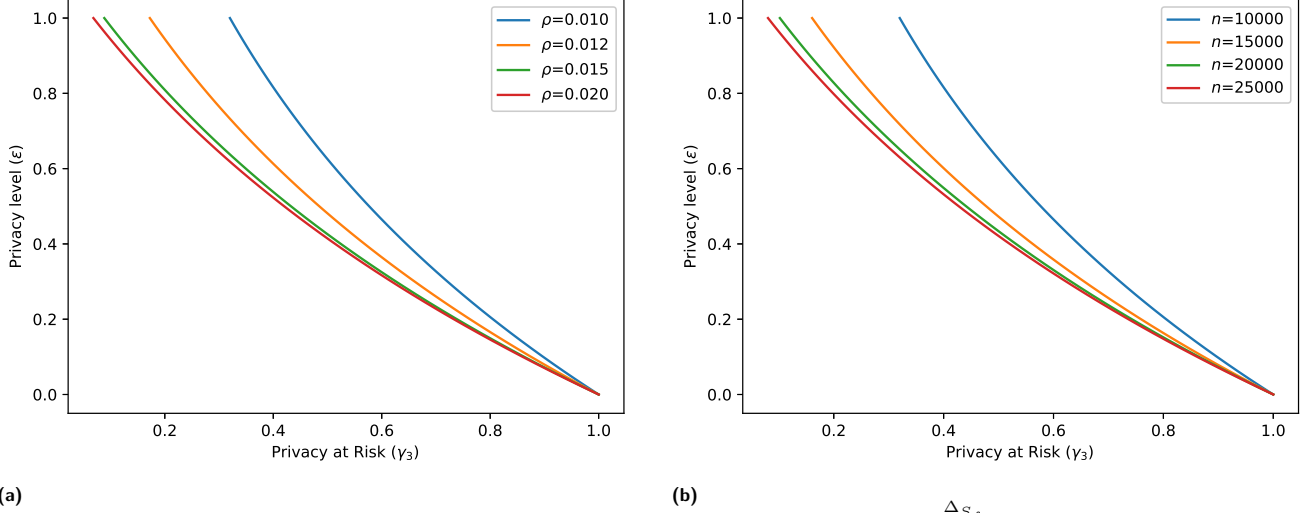 1.0
0.8
0.6
0.4
0.2
0.0
Privacy level (ε)
ρ=0.010
ρ=0.012
ρ=0.015
ρ=0.020
0.2 0.4 0.6 0.8 1.0
Privacy at Risk (γ₃)
(a)
1.0
0.8
0.6
0.4
0.2
0.0
Privacy level (ε)
n=10000
n=15000
n=20000
n=25000
0.2 0.4 0.6 0.8 1.0
Privacy at Risk (γ₃)
(b)